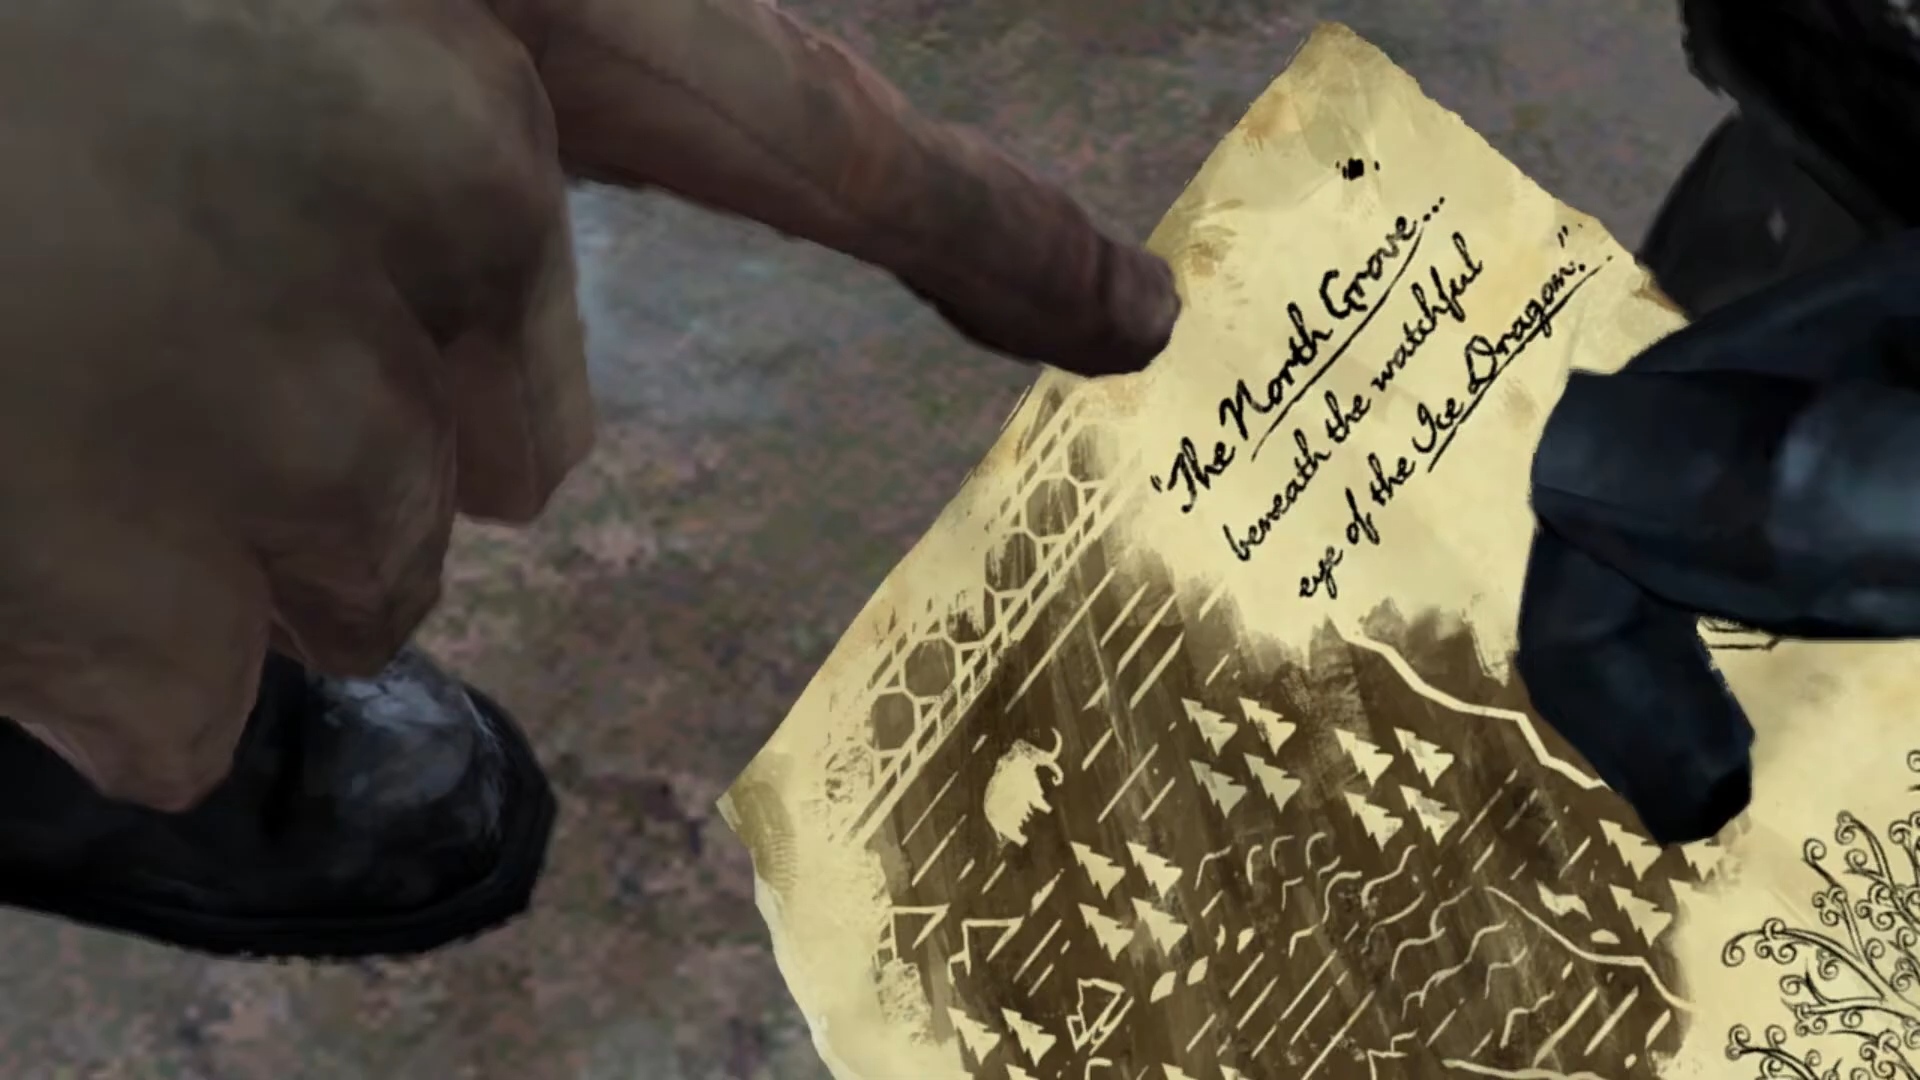 "The North Grove...
beneath the watchful
eye of the Ice Dragon."